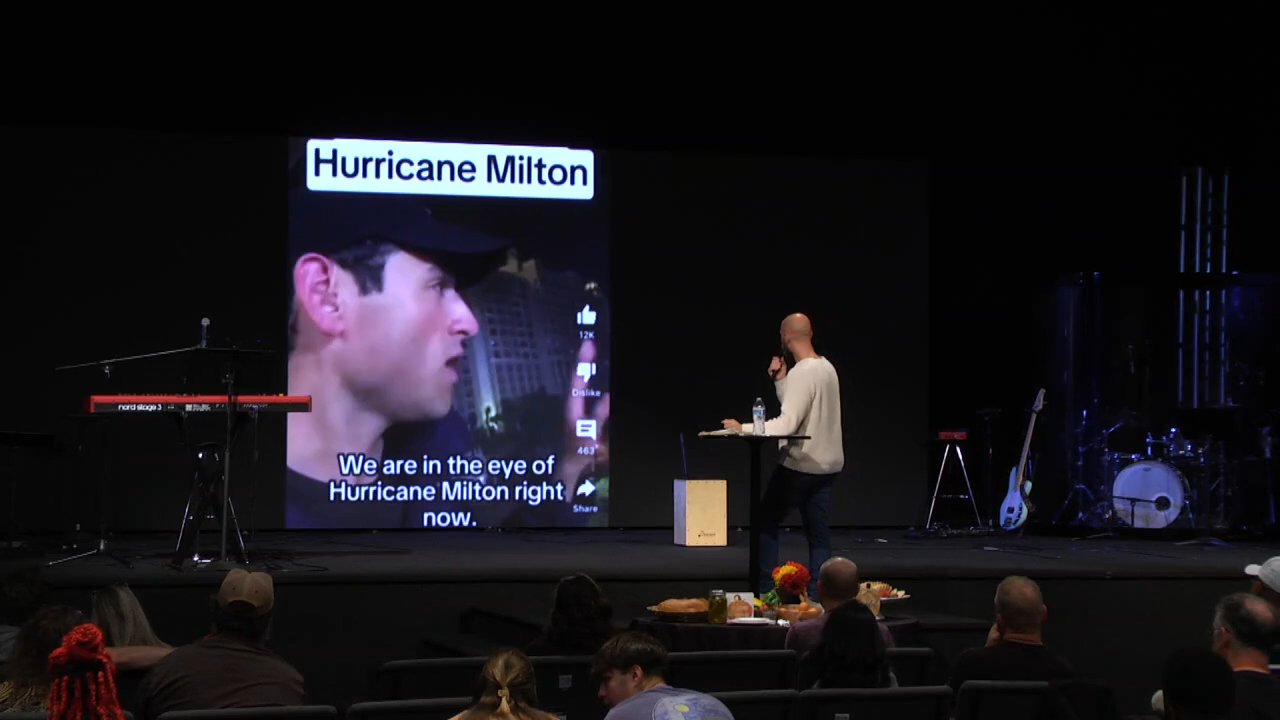 Hurricane Milton
12K
Dislike
463
Share
We are in the eye of
Hurricane Milton right
now.
nord stage 3